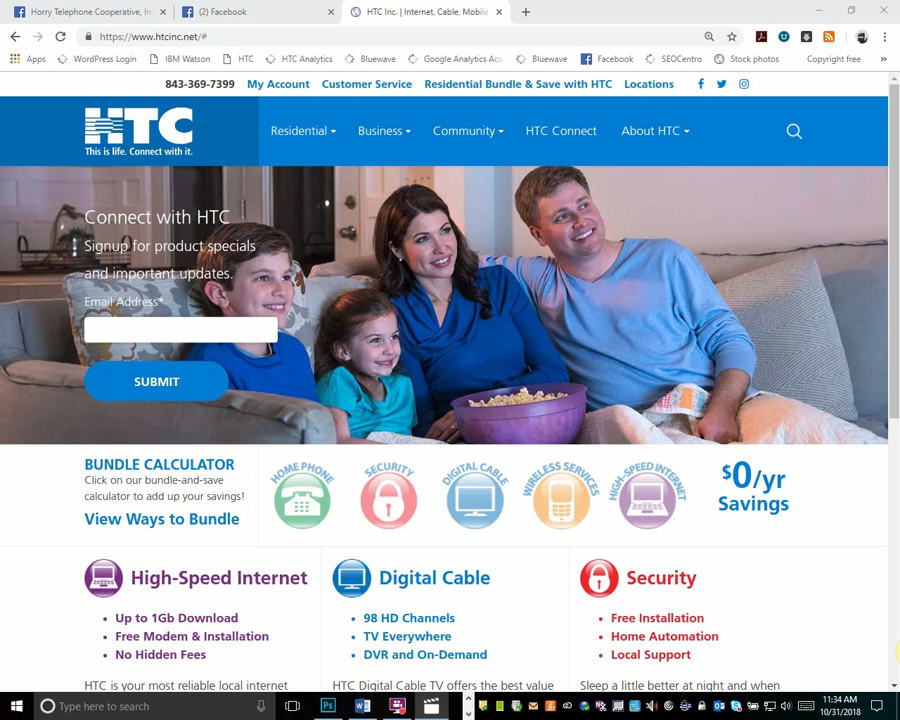 Horry Telephone Cooperative, In
(2) Facebook
HTC Inc. | Internet, Cable, Mobile
https://www.htcinc.net/#
Apps
WordPress Login
IBM Watson
HTC
HTC Analytics
Bluewave
Google Analytics Aca
Bluewave
Facebook
SEOCentro
Stock photos
Copyright free
»
843-369-7399 My Account Customer Service Residential Bundle & Save with HTC Locations
HTC
This is life. Connect with it.
Residential Business Community HTC Connect About HTC
Connect with HTC
Signup for product specials
and important updates.
Email Address*
SUBMIT
BUNDLE CALCULATOR
Click on our bundle-and-save
calculator to add up your savings!
View Ways to Bundle
HOME PHONE
SECURITY
DIGITAL CABLE
WIRELESS SERVICES
HIGH-SPEED INTERNET
$0/yr
Savings
High-Speed Internet
• Up to 1Gb Download
• Free Modem & Installation
• No Hidden Fees
HTC is your most reliable local internet
Digital Cable
• 98 HD Channels
• TV Everywhere
• DVR and On-Demand
HTC Digital Cable TV offers the best value
Security
• Free Installation
• Home Automation
• Local Support
Sleep a little better at night and when
Type here to search
11:34 AM
10/31/2018